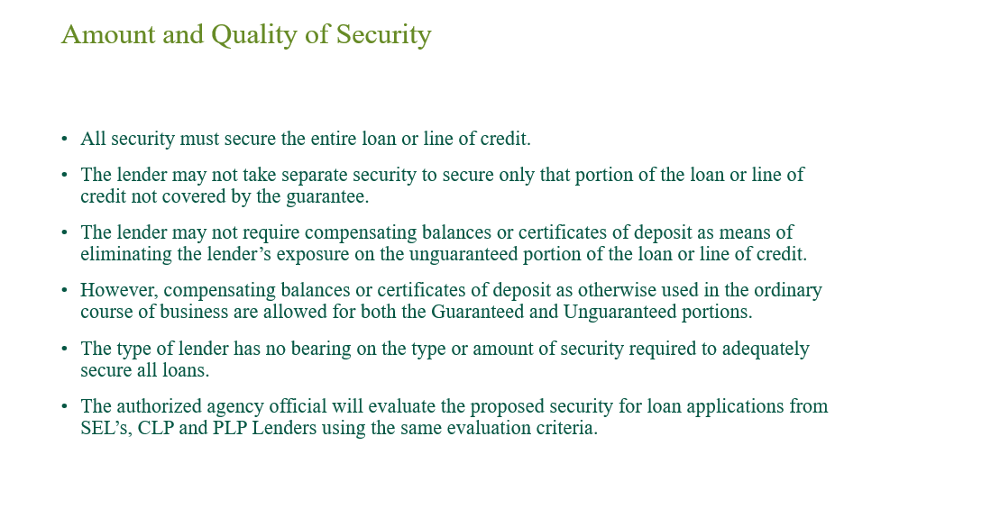 Amount and Quality of Security
• All security must secure the entire loan or line of credit.
• The lender may not take separate security to secure only that portion of the loan or line of
credit not covered by the guarantee.
• The lender may not require compensating balances or certificates of deposit as means of
eliminating the lender’s exposure on the unguaranteed portion of the loan or line of credit.
• However, compensating balances or certificates of deposit as otherwise used in the ordinary
course of business are allowed for both the Guaranteed and Unguaranteed portions.
• The type of lender has no bearing on the type or amount of security required to adequately
secure all loans.
• The authorized agency official will evaluate the proposed security for loan applications from
SEL’s, CLP and PLP Lenders using the same evaluation criteria.